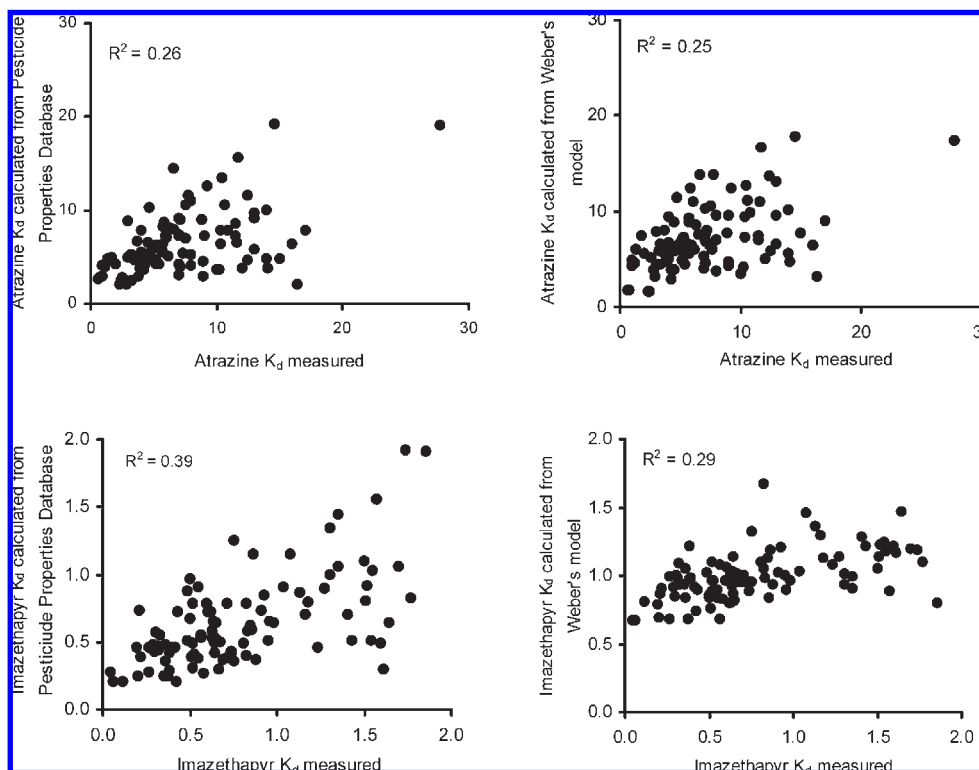 Atrazine Kd calculated from Pesticide
Properties Database
30
20
10
0
R2 = 0.26
0
10
20
30
Atrazine Kd measured
Atrazine Kd calculated from Weber's
model
30
20
10
0
R2 = 0.25
0
10
20
Atrazine Kd measured
Imazethapyr Kd calculated from
Pesticiude Properties Database
2.0
1.5
1.0
0.5
0.0
R2 = 0.39
0.0
0.5
1.0
1.5
2.0
Imazethapyr Kd measured
Imazethapyr Kd calculated from
Weber's model
2.0
1.5
1.0
0.5
0.0
R2 = 0.29
0.0
0.5
1.0
1.5
2.0
Imazethapyr Kd measured